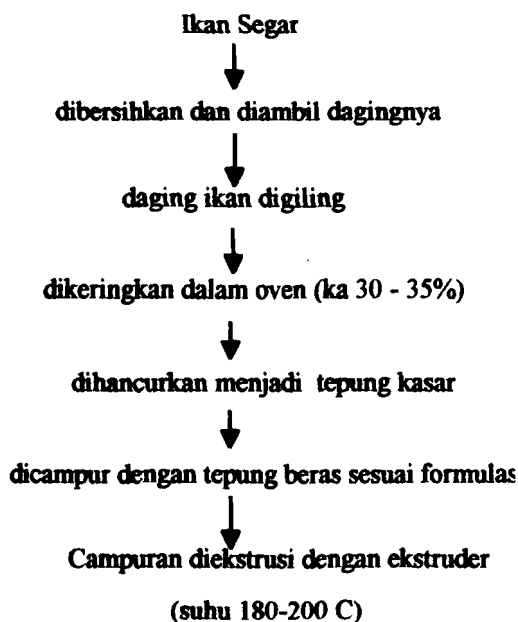 Ikan Segar
dibersihkan dan diambil dagingnya
daging ikan digiling
dikeringkan dalam oven (ka 30 - 35%)
dihancurkan menjadi tepung kasar
dicampur dengan tepung beras sesuai formulas
Campuran diekstrusi dengan ekstruder
(suhu 180-200 C)